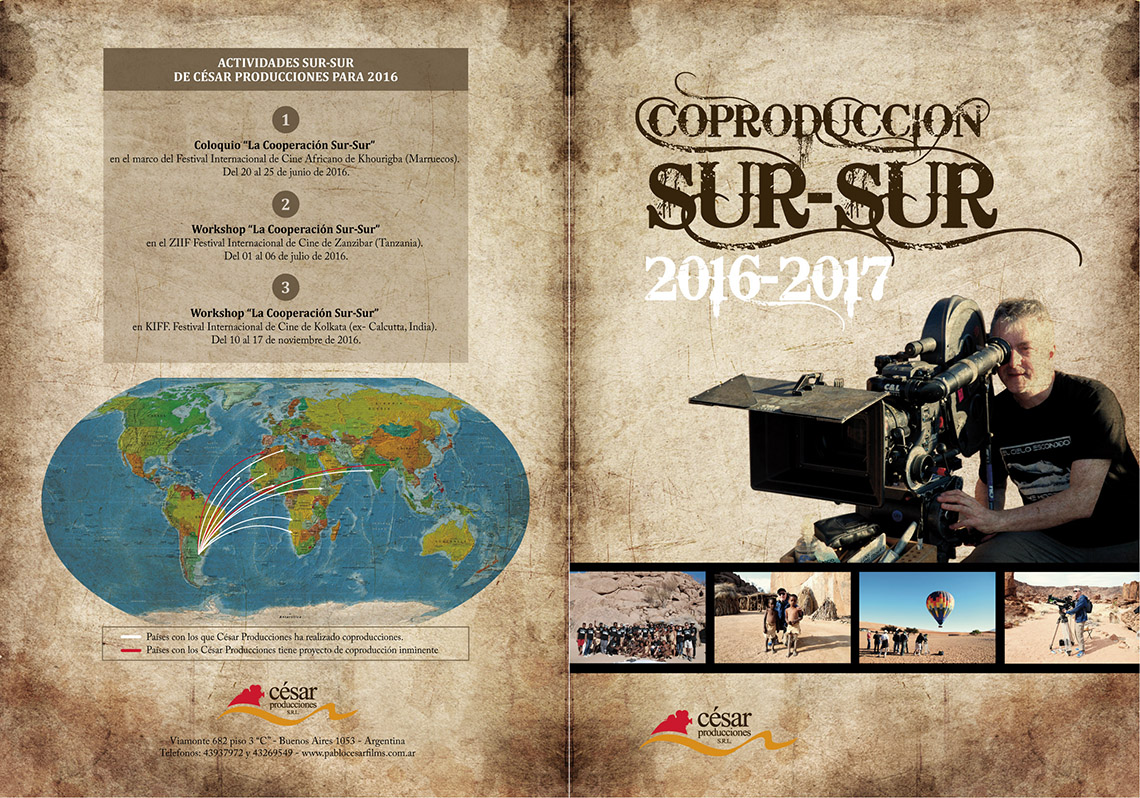 ACTIVIDADES SUR-SUR
DE CÉSAR PRODUCCIONES PARA 2016
1
Coloquio “La Cooperación Sur-Sur”
en el marco del Festival Internacional de Cine Africano de Khourigba (Marruecos).
Del 20 al 25 de junio de 2016.
2
Workshop “La Cooperación Sur-Sur”
en el ZIIF Festival Internacional de Cine de Zanzibar (Tanzania).
Del 01 al 06 de julio de 2016.
3
Workshop “La Cooperación Sur-Sur”
en KIFF. Festival Internacional de Cine de Kolkata (ex- Calcutta, India).
Del 10 al 17 de noviembre de 2016.
Países con los que César Producciones ha realizado coproducciones.
Países con los César Producciones tiene proyecto de coproducción inminente
césar
producciones
S.R.L.
Viamonte 682 piso 3 “C” - Buenos Aires 1053 - Argentina
Telefonos: 43937972 y 43269549 - www.pablocesarfilms.com.ar
COPRODUCCION
SUR-SUR
2016-2017
EL CIELO ESCONDIDO
césar
producciones
S.R.L.